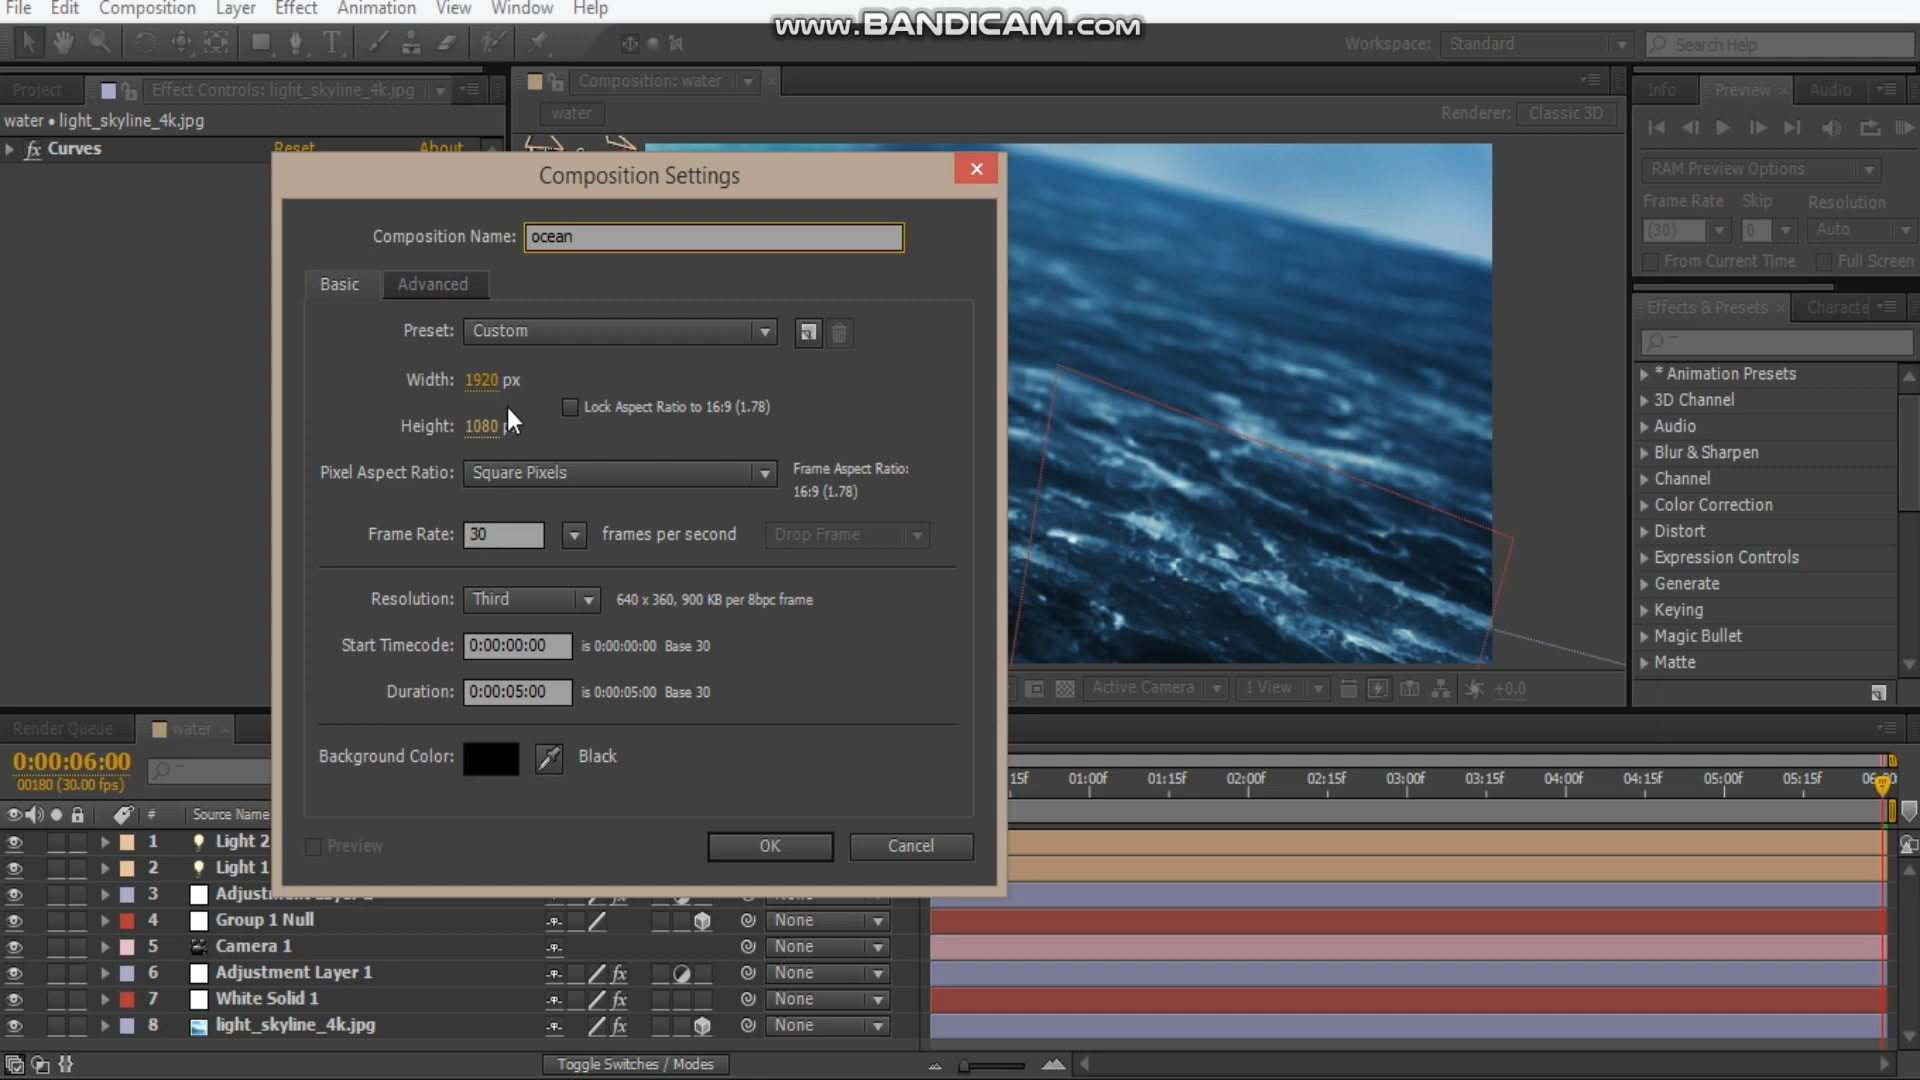 File Edit Composition Layer Effect Animation View Window Help
www.BANDICAM.com
Workspace: Standard Search Help
Project Effect Controls: light_skyline_4k.jpg
Composition: water
Info Preview Audio
water • light_skyline_4k.jpg
water
Renderer: Classic 3D
fx Curves Reset About
Composition Settings
Composition Name: ocean
Basic Advanced
Preset: Custom
Width: 1920 px
Lock Aspect Ratio to 16:9 (1.78)
Height: 1080
Pixel Aspect Ratio: Square Pixels
Frame Aspect Ratio:
16:9 (1.78)
Frame Rate: 30 frames per second Drop Frame
Resolution: Third 640 x 360, 900 KB per 8bpc frame
Start Timecode: 0:00:00:00 is 0:00:00:00 Base 30
Duration: 0:00:05:00 is 0:00:05:00 Base 30
Background Color: Black
Preview OK Cancel
RAM Preview Options
Frame Rate Skip Resolution
(30) 0 Auto
From Current Time Full Screen
Effects & Presets Characte
* Animation Presets
3D Channel
Audio
Blur & Sharpen
Channel
Color Correction
Distort
Expression Controls
Generate
Keying
Magic Bullet
Matte
Active Camera 1 View +0.0
Render Queue water
0:00:06:00
00180 (30.00 fps)
15f 01:00f 01:15f 02:00f 02:15f 03:00f 03:15f 04:00f 04:15f 05:00f 05:15f
# Source Name
1 Light 2
2 Light 1
3 Adjustment Layer 2 None
4 Group 1 Null None
5 Camera 1 None
6 Adjustment Layer 1 fx None
7 White Solid 1 fx None
8 light_skyline_4k.jpg fx None
Toggle Switches / Modes